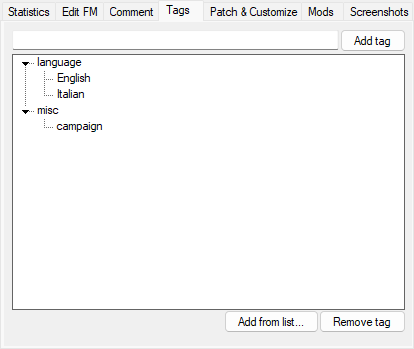 Statistics Edit FM Comment Tags Patch & Customize Mods Screenshots
Add tag
language
English
Italian
misc
campaign
Add from list... Remove tag